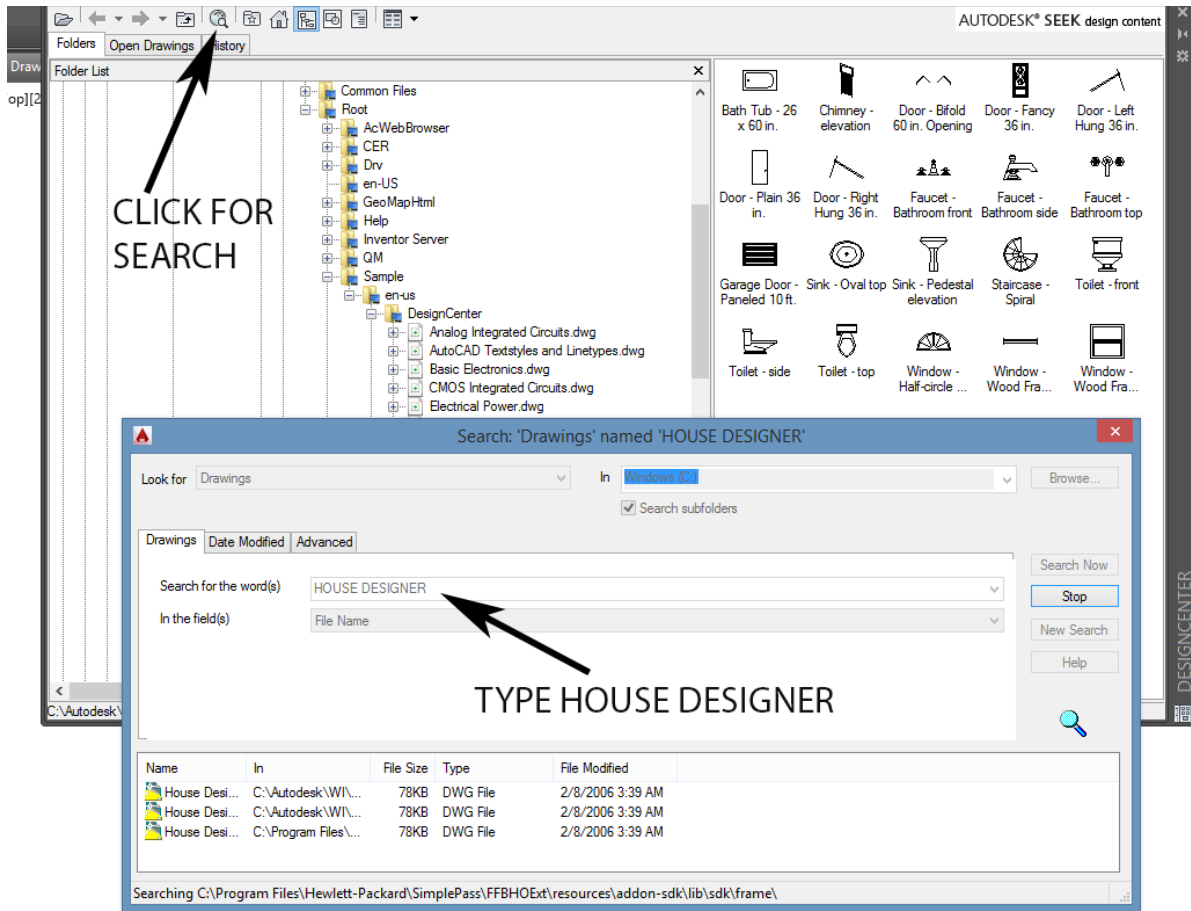 AUTODESK® SEEK design content
Folders
Open Drawings
History
Draw
op][2
Folder List
Common Files
Root
AcWebBrowser
CER
Drv
en-US
GeoMapHtml
Help
Inventor Server
QM
Sample
en-us
DesignCenter
Analog Integrated Circuits.dwg
AutoCAD Textstyles and Linetypes.dwg
Basic Electronics.dwg
CMOS Integrated Circuits.dwg
Electrical Power.dwg
CLICK FOR
SEARCH
Bath Tub - 26
x 60 in.
Chimney -
elevation
Door - Bifold
60 in. Opening
Door - Fancy
36 in.
Door - Left
Hung 36 in.
Door - Plain 36
in.
Door - Right
Hung 36 in.
Faucet -
Bathroom front
Faucet -
Bathroom side
Faucet -
Bathroom top
Garage Door -
Paneled 10 ft.
Sink - Oval top
Sink - Pedestal
elevation
Staircase -
Spiral
Toilet - front
Toilet - side
Toilet - top
Window -
Half-circle ...
Window -
Wood Fra...
Window -
Wood Fra...
DESIGNCENTER
C:\Autodesk\
Search: 'Drawings' named 'HOUSE DESIGNER'
Look for Drawings
In Windows (C:)
Browse...
Search subfolders
Drawings
Date Modified
Advanced
Search for the word(s) HOUSE DESIGNER
In the field(s) File Name
Search Now
Stop
New Search
Help
TYPE HOUSE DESIGNER
Name In File Size Type File Modified
House Desi... C:\Autodesk\WI\... 78KB DWG File 2/8/2006 3:39 AM
House Desi... C:\Autodesk\WI\... 78KB DWG File 2/8/2006 3:39 AM
House Desi... C:\Program Files\... 78KB DWG File 2/8/2006 3:39 AM
Searching C:\Program Files\Hewlett-Packard\SimplePass\FFBHOExt\resources\addon-sdk\lib\sdk\frame\